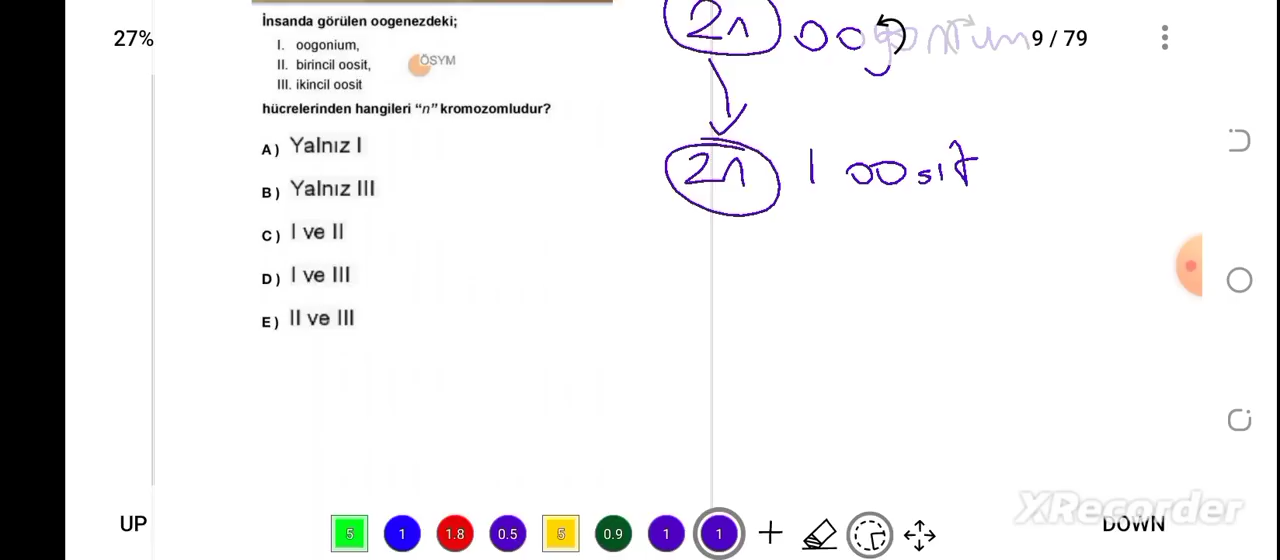 27%
İnsanda görülen oogenezdeki;
I. oogonium,
II. birincil oosit,
III. ikincil oosit
ÖSYM
hücrelerinden hangileri “n” kromozomludur?
A) Yalnız I
B) Yalnız III
C) I ve II
D) I ve III
E) II ve III
2n oogonium
9 / 79
2n 1 oosit
UP
5
1
1.8
0.5
5
0.9
1
1
XRecorder
DOWN